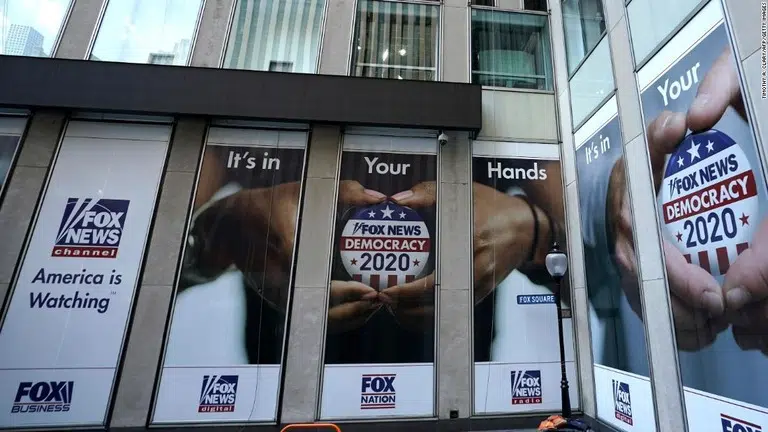 FOX
NEWS
channel
America is
Watching
FOX
BUSINESS
It's in
Your
Hands
FOX NEWS
DEMOCRACY
2020
FOX
NEWS
digital
FOX
NATION
FOX
NEWS
radio
FOX SQUARE
It's in
Your
FOX NEWS
DEMOCRACY
2020
FOX
NEWS
FOX
TIMOTHY A. CLARY/AFP/GETTY IMAGES